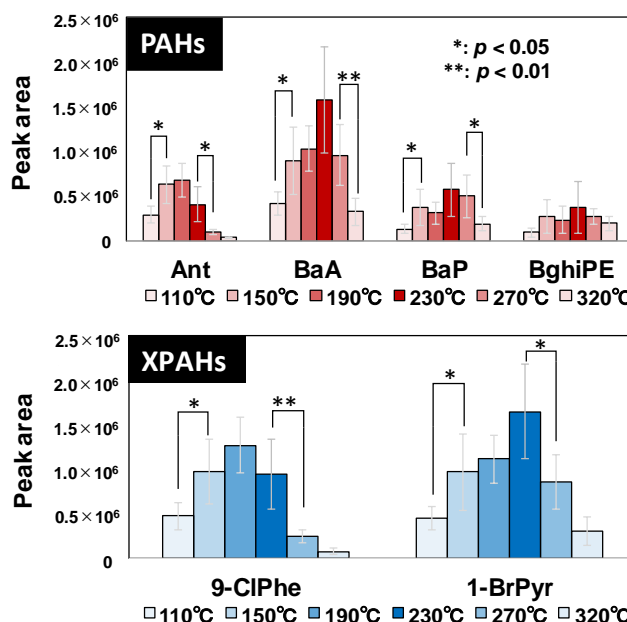 PAHs
*: p < 0.05
**: p < 0.01
Peak area
2.5×10⁶
2.0×10⁶
1.5×10⁶
1.0×10⁶
0.5×10⁶
0
* * * ** * *
Ant BaA BaP BghiPE
110℃ 150℃ 190℃ 230℃ 270℃ 320℃
XPAHs
Peak area
2.5×10⁶
2.0×10⁶
1.5×10⁶
1.0×10⁶
0.5×10⁶
0
* ** * *
9-ClPhe 1-BrPyr
110℃ 150℃ 190℃ 230℃ 270℃ 320℃